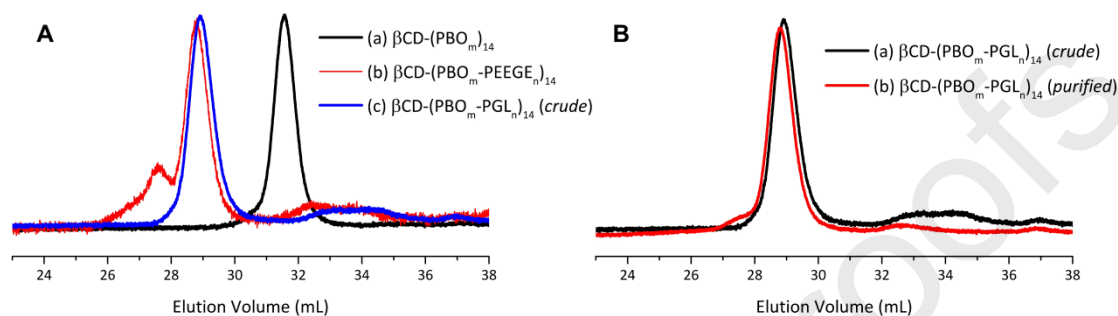 A
(a) βCD-(PBOₘ)₁₄
(b) βCD-(PBOₘ-PEEGEₙ)₁₄
(c) βCD-(PBOₘ-PGLₙ)₁₄ (crude)
24 26 28 30 32 34 36 38
Elution Volume (mL)
B
(a) βCD-(PBOₘ-PGLₙ)₁₄ (crude)
(b) βCD-(PBOₘ-PGLₙ)₁₄ (purified)
24 26 28 30 32 34 36 38
Elution Volume (mL)
roofs